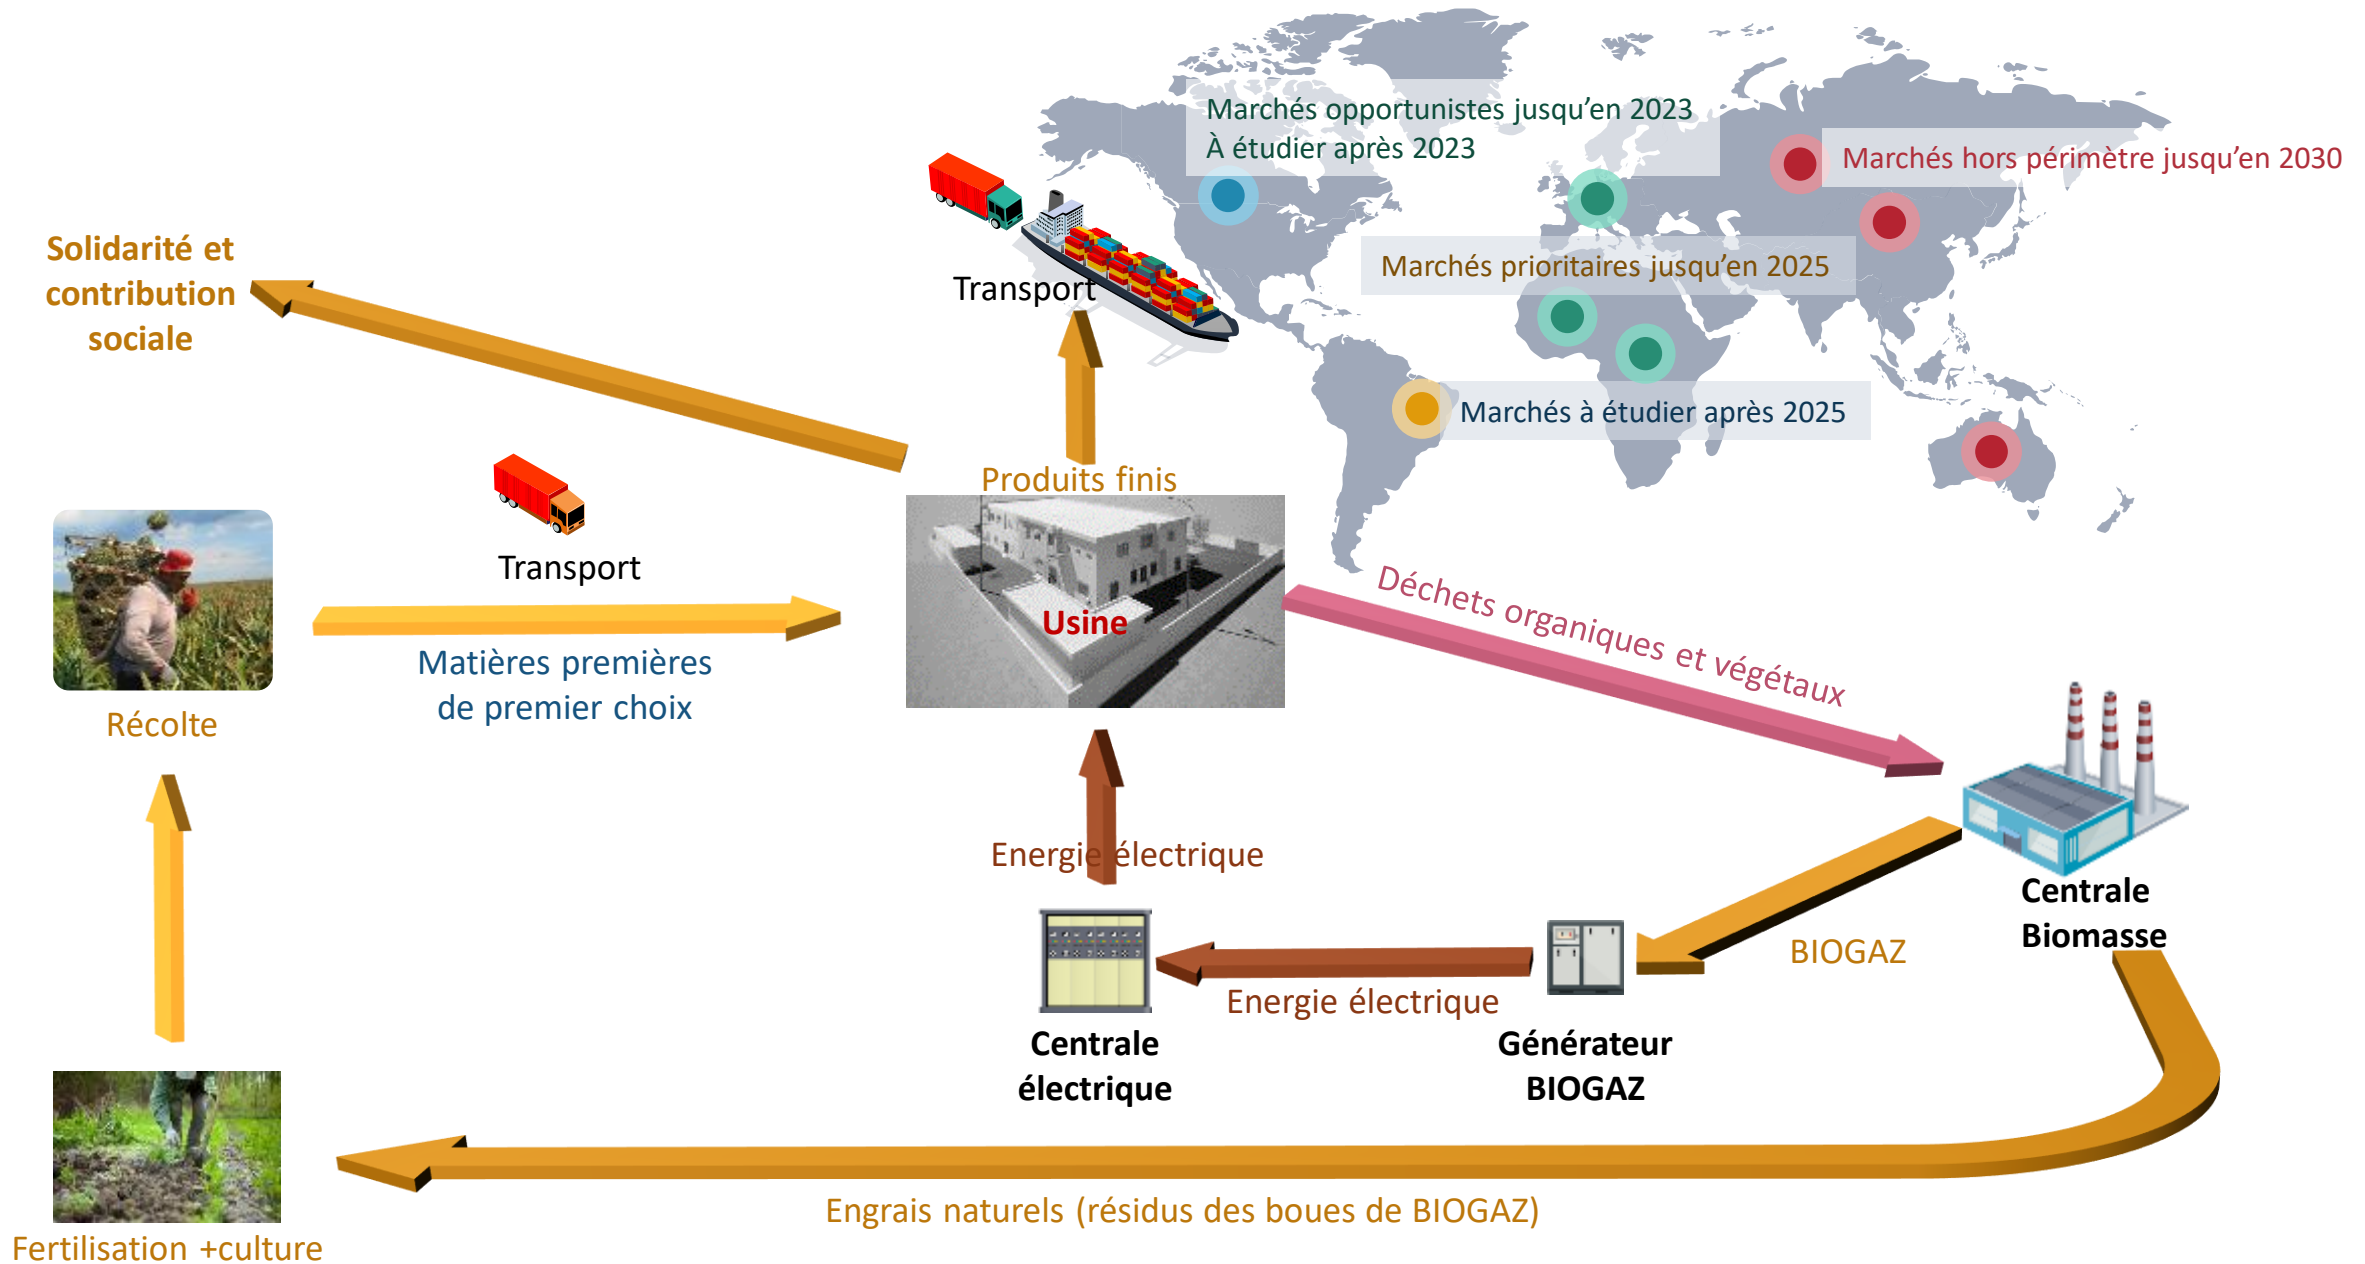 Marchés opportunistes jusqu’en 2023
À étudier après 2023
Marchés hors périmètre jusqu’en 2030
Solidarité et
contribution
sociale
Transport
Marchés prioritaires jusqu’en 2025
Marchés à étudier après 2025
Produits finis
Transport
Usine
Matières premières
de premier choix
Récolte
Déchets organiques et végétaux
Energie électrique
Centrale
Biomasse
BIOGAZ
Energie électrique
Centrale
électrique
Générateur
BIOGAZ
Engrais naturels (résidus des boues de BIOGAZ)
Fertilisation +culture